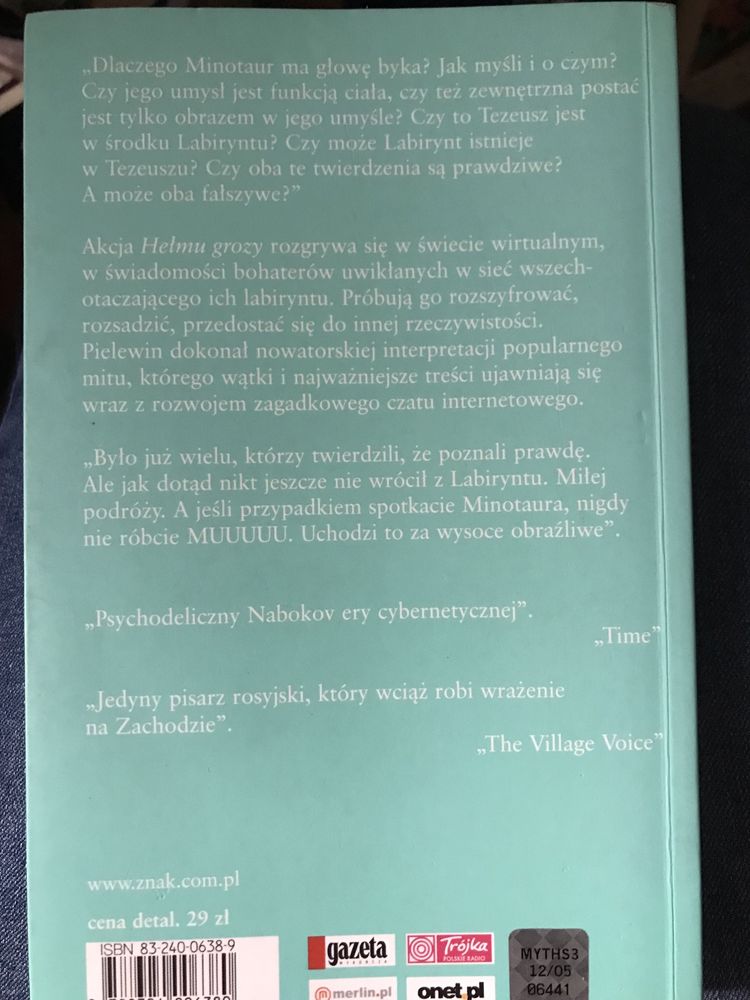 „Dlaczego Minotaur ma głowę byka? Jak myśli i o czym?
Czy jego umysł jest funkcją ciała, czy też zewnętrzna postać
jest tylko obrazem w jego umyśle? Czy to Tezeusz jest
w środku Labiryntu? Czy może Labirynt istnieje
w Tezeuszu? Czy oba te twierdzenia są prawdziwe?
A może oba fałszywe?”
Akcja Hełmu grozy rozgrywa się w świecie wirtualnym,
w świadomości bohaterów uwikłanych w sieć wszech-
otaczającego ich labiryntu. Próbują go rozszyfrować,
rozsadzić, przedostać się do innej rzeczywistości.
Pielewin dokonał nowatorskiej interpretacji popularnego
mitu, którego wątki i najważniejsze treści ujawniają się
wraz z rozwojem zagadkowego czatu internetowego.
„Było już wielu, którzy twierdzili, że poznali prawdę.
Ale jak dotąd nikt jeszcze nie wrócił z Labiryntu. Miłej
podróży. A jeśli przypadkiem spotkacie Minotaura, nigdy
nie róbcie MUUUUU. Uchodzi to za wysoce obraźliwe”.
„Psychodeliczny Nabokov ery cybernetycznej”.
„Time”
„Jedyny pisarz rosyjski, który wciąż robi wrażenie
na Zachodzie”.
„The Village Voice”
www.znak.com.pl
cena detal. 29 zł
ISBN 83-240-0638-9
gazeta
WYBORCZA
Trójka
POLSKIE RADIO
merlin.pl
onet.pl
MYTHS3
12/05
06441